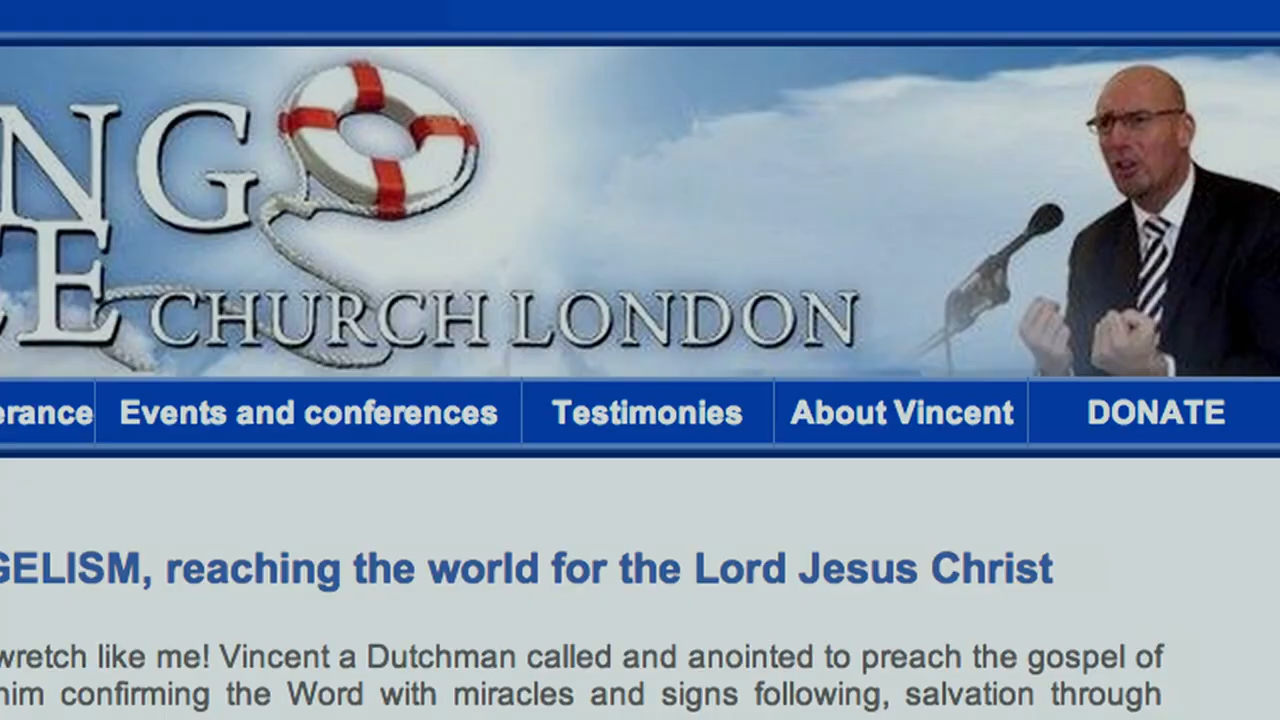 NG
E CHURCH LONDON
erance Events and conferences Testimonies About Vincent DONATE
GELISM, reaching the world for the Lord Jesus Christ
wretch like me! Vincent a Dutchman called and anointed to preach the gospel of
him confirming the Word with miracles and signs following, salvation through